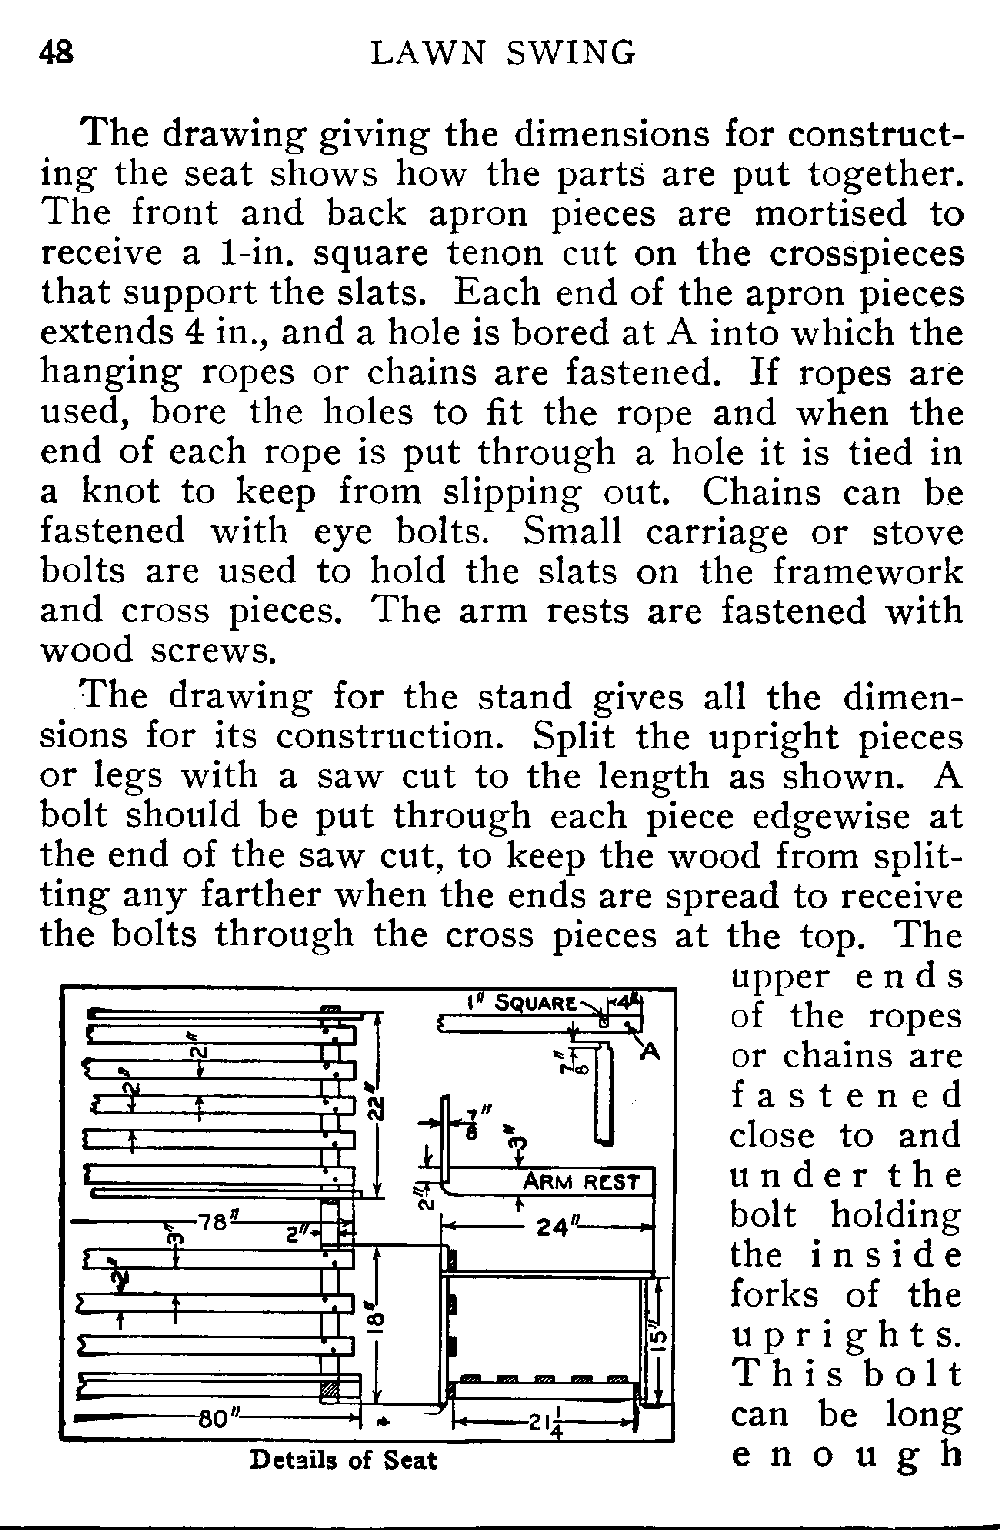 48
LAWN SWING
The drawing giving the dimensions for construct-
ing the seat shows how the parts are put together.
The front and back apron pieces are mortised to
receive a 1-in. square tenon cut on the crosspieces
that support the slats. Each end of the apron pieces
extends 4 in., and a hole is bored at A into which the
hanging ropes or chains are fastened. If ropes are
used, bore the holes to fit the rope and when the
end of each rope is put through a hole it is tied in
a knot to keep from slipping out. Chains can be
fastened with eye bolts. Small carriage or stove
bolts are used to hold the slats on the framework
and cross pieces. The arm rests are fastened with
wood screws.
The drawing for the stand gives all the dimen-
sions for its construction. Split the upright pieces
or legs with a saw cut to the length as shown. A
bolt should be put through each piece edgewise at
the end of the saw cut, to keep the wood from split-
ting any farther when the ends are spread to receive
the bolts through the cross pieces at the top. The
upper ends
of the ropes
or chains are
fastened
close to and
under the
bolt holding
the inside
forks of the
uprights.
This bolt
can be long
enough
1" SQUARE
4"
A
7/8"
2"
2"
22"
7/8"
3"
ARM REST
2"
78"
2"
24"
3"
2"
18"
15"
80"
21 1/4
Details of Seat